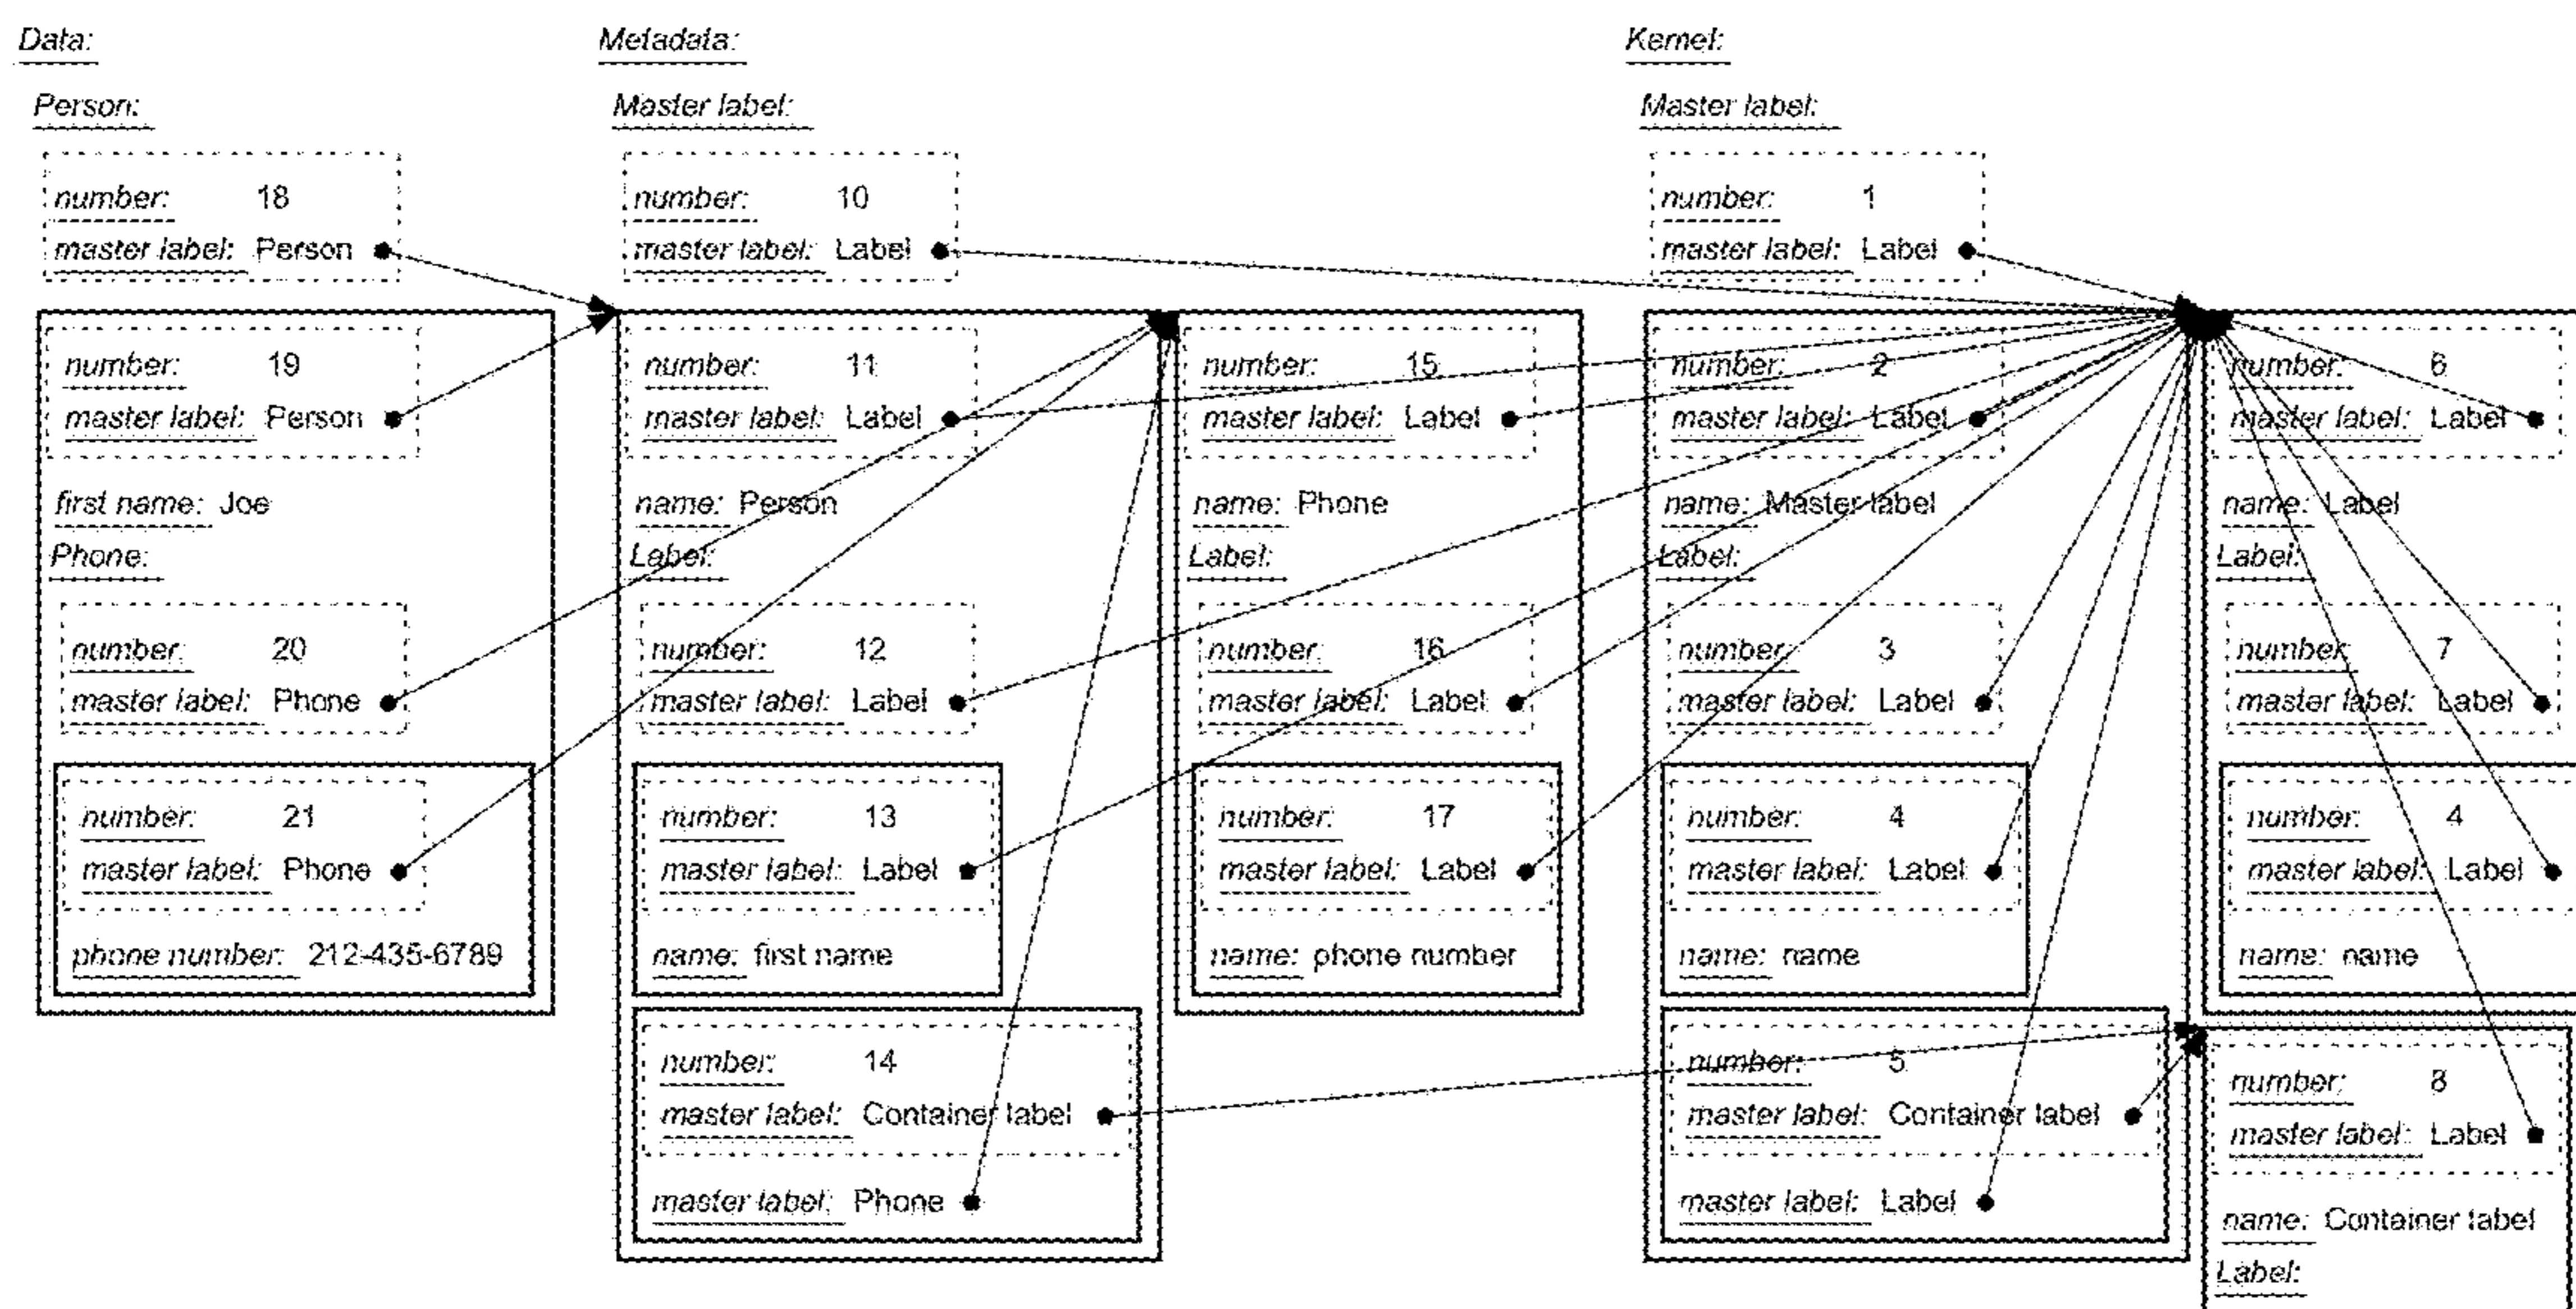 Data:
Person:
number: 18
master label: Person
number: 19
master label: Person
first name: Joe
Phone:
number: 20
master label: Phone
number: 21
master label: Phone
phone number: 212-435-6789
Metadata:
Master label:
number: 10
master label: Label
number: 11
master label: Label
name: Person
Label:
number: 12
master label: Label
number: 13
master label: Label
name: first name
number: 14
master label: Container label
master label: Phone
number: 15
master label: Label
name: Phone
Label:
number: 16
master label: Label
number: 17
master label: Label
name: phone number
Kernel:
Master label:
number: 1
master label: Label
number: 2
master label: Label
name: Master label
Label:
number: 3
master label: Label
number: 4
master label: Label
name: name
number: 5
master label: Container label
master label: Label
number: 6
master label: Label
name: Label
Label:
number: 7
master label: Label
number: 4
master label: Label
name: name
number: 8
master label: Label
name: Container label
Label: